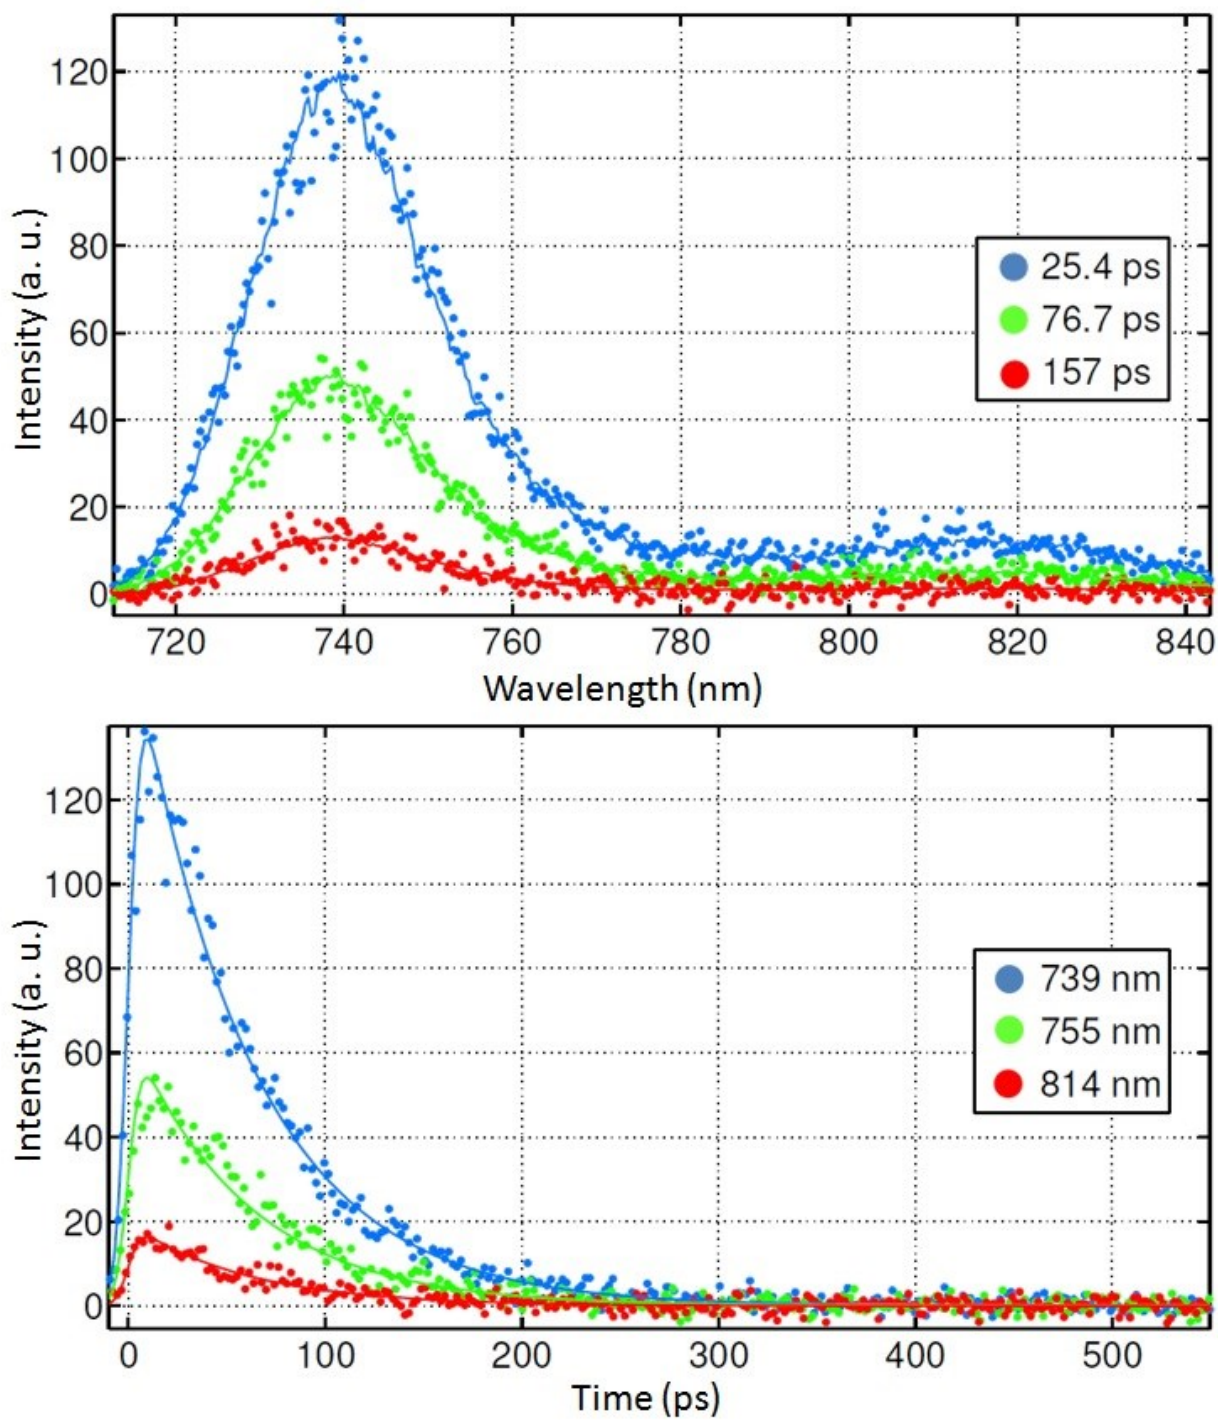 120
100
80
60
40
20
0
Intensity (a. u.)
25.4 ps
76.7 ps
157 ps
720 740 760 780 800 820 840
Wavelength (nm)
120
100
80
60
40
20
0
Intensity (a. u.)
739 nm
755 nm
814 nm
0 100 200 300 400 500
Time (ps)